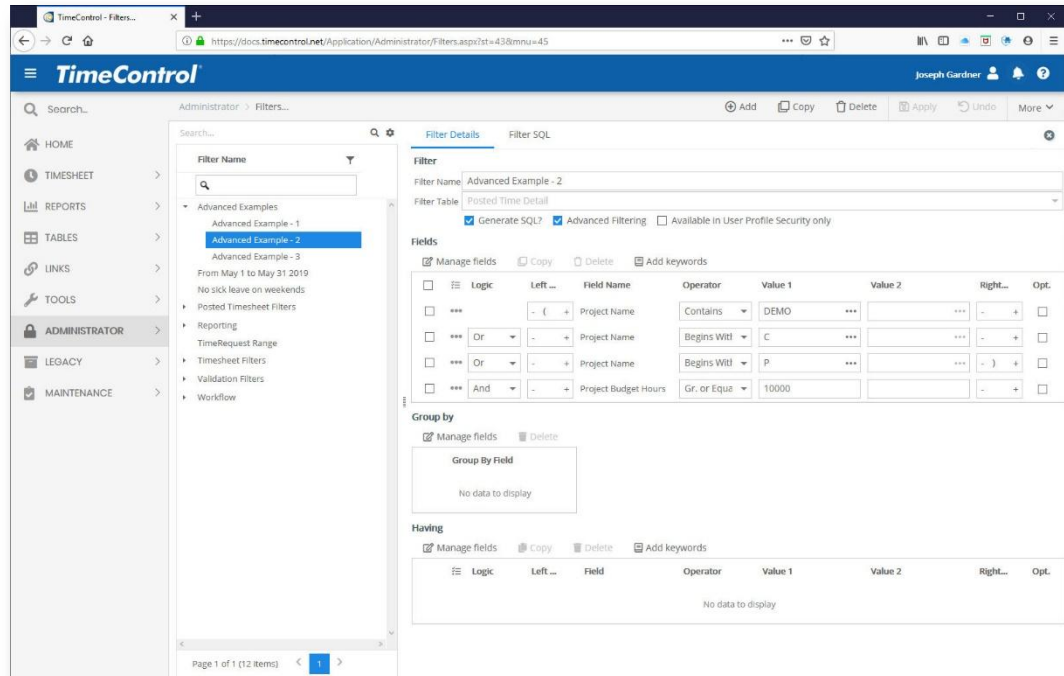 TimeControl - Filters...
https://docs.timecontrol.net/Application/Administrator/Filters.aspx?st=43&mnu=45
TimeControl
Joseph Gardner
Search...
Administrator > Filters...
Add Copy Delete Apply Undo More
HOME
TIMESHEET
REPORTS
TABLES
LINKS
TOOLS
ADMINISTRATOR
LEGACY
MAINTENANCE
Search...
Filter Name
Advanced Examples
Advanced Example - 1
Advanced Example - 2
Advanced Example - 3
From May 1 to May 31 2019
No sick leave on weekends
Posted Timesheet Filters
Reporting
TimeRequest Range
Timesheet Filters
Validation Filters
Workflow
Page 1 of 1 (12 items) < 1 >
Filter Details Filter SQL
Filter
Filter Name Advanced Example - 2
Filter Table Posted Time Detail
Generate SQL? Advanced Filtering Available in User Profile Security only
Fields
Manage fields Copy Delete Add keywords
Logic Left ... Field Name Operator Value 1 Value 2 Right... Opt.
- ( + Project Name Contains DEMO ... ... - +
Or - + Project Name Begins Witl C ... ... - +
Or - + Project Name Begins Witl P ... ... - ) +
And - + Project Budget Hours Gr. or Equa 10000 - +
Group by
Manage fields Delete
Group By Field
No data to display
Having
Manage fields Copy Delete Add keywords
Logic Left ... Field Operator Value 1 Value 2 Right... Opt.
No data to display